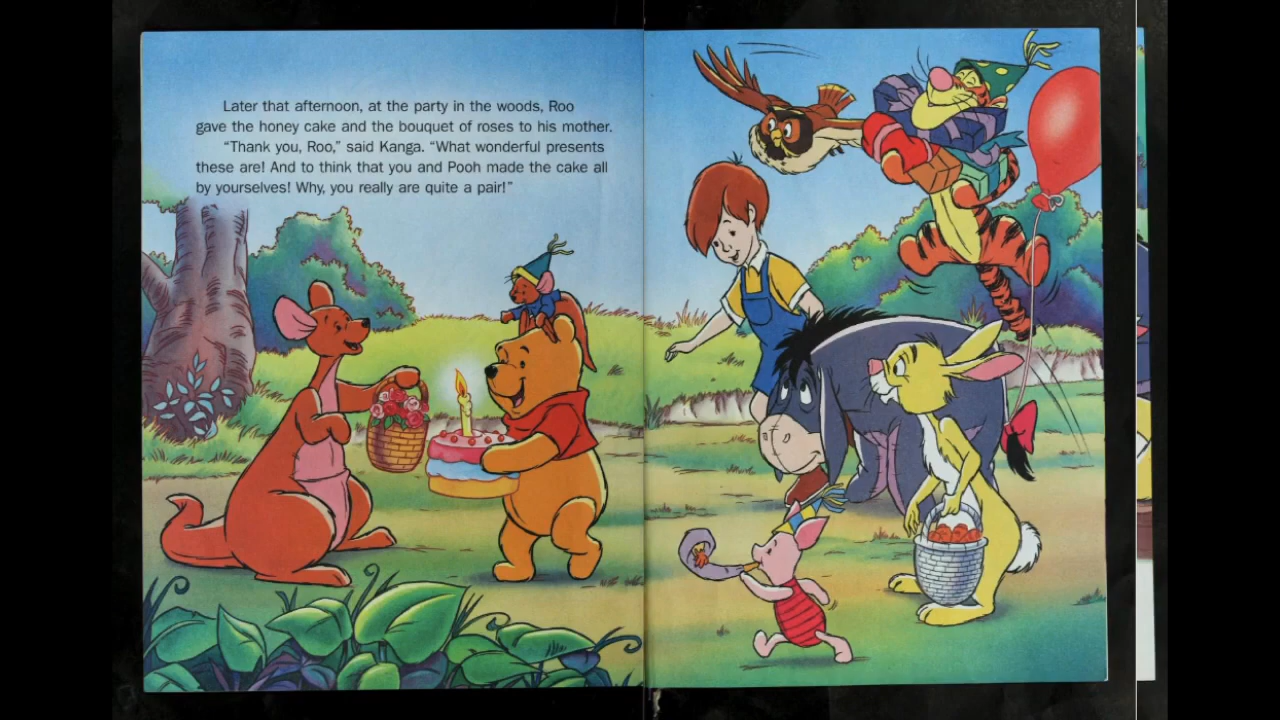 Later that afternoon, at the party in the woods, Roo
gave the honey cake and the bouquet of roses to his mother.
“Thank you, Roo,” said Kanga. “What wonderful presents
these are! And to think that you and Pooh made the cake all
by yourselves! Why, you really are quite a pair!”